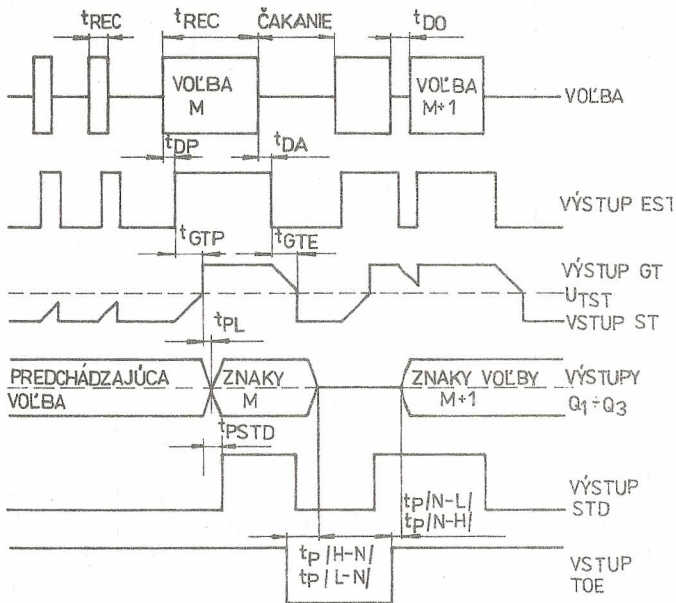 tREC
tREC
ČAKANIE
tDO
VOĽBA
M
VOĽBA
M+1
VOĽBA
tDP
tDA
VÝSTUP EST
tGTP
tGTE
VÝSTUP GT
UTST
VSTUP ST
tPL
PREDCHÁDZAJÚCA
VOĽBA
ZNAKY
M
ZNAKY VOĽBY
M+1
VÝSTUPY
Q1÷Q3
tPSTD
VÝSTUP
STD
tP/N-L/
tP/N-H/
tP/H-N/
tP/L-N/
VSTUP
TOE